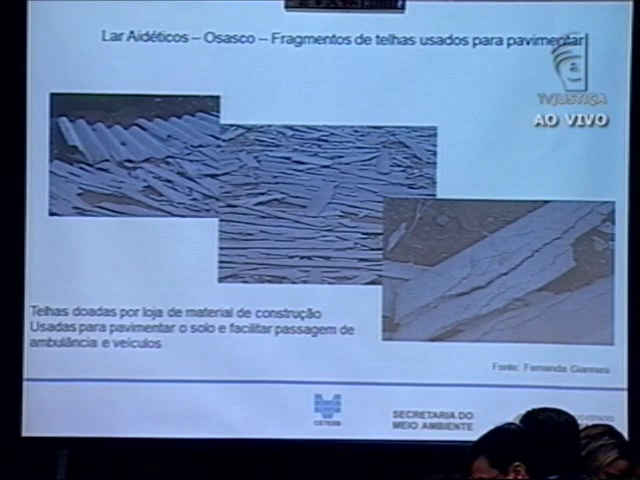 Lar Aidéticos – Osasco – Fragmentos de telhas usados para pavimentar
TVJUSTIÇA
AO VIVO
Telhas doadas por loja de material de construção
Usadas para pavimentar o solo e facilitar passagem de
ambulância e veículos
Fonte: Fernanda Giannasi
CETESB
SECRETARIA DO
MEIO AMBIENTE